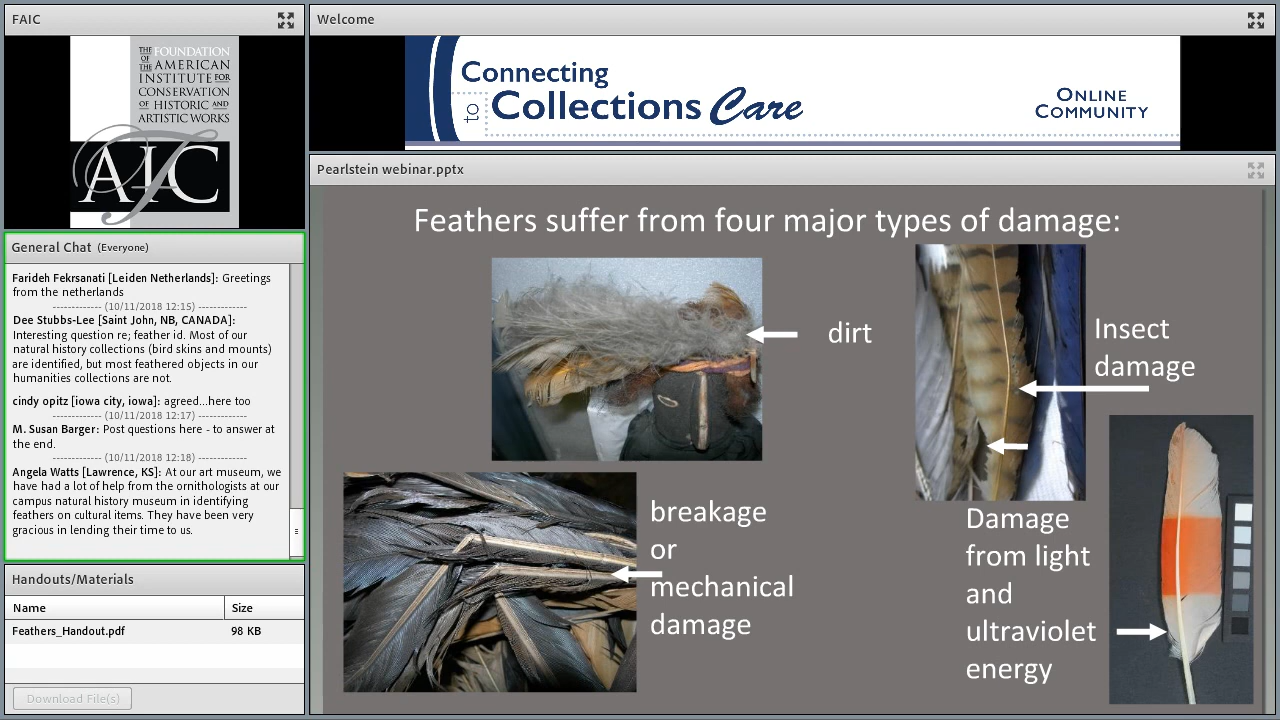 FAIC
THE FOUNDATION
OF THE AMERICAN
INSTITUTE FOR
CONSERVATION
OF HISTORIC AND
ARTISTIC WORKS
AIC
General Chat (Everyone)
Farideh Fekrsanati [Leiden Netherlands]: Greetings
from the netherlands
------------- (10/11/2018 12:15) -------------
Dee Stubbs-Lee [Saint John, NB, CANADA]:
Interesting question re; feather id. Most of our
natural history collections (bird skins and mounts)
are identified, but most feathered objects in our
humanities collections are not.
cindy opitz [iowa city, iowa]: agreed...here too
------------- (10/11/2018 12:17) -------------
M. Susan Barger: Post questions here - to answer at
the end.
------------- (10/11/2018 12:18) -------------
Angela Watts [Lawrence, KS]: At our art museum, we
have had a lot of help from the ornithologists at our
campus natural history museum in identifying
feathers on cultural items. They have been very
gracious in lending their time to us.
Handouts/Materials
Name Size
Feathers_Handout.pdf 98 KB
Download File(s)
Welcome
Connecting
to Collections Care
ONLINE
COMMUNITY
Pearlstein webinar.pptx
Feathers suffer from four major types of damage:
dirt
Insect
damage
breakage
or
mechanical
damage
Damage
from light
and
ultraviolet
energy